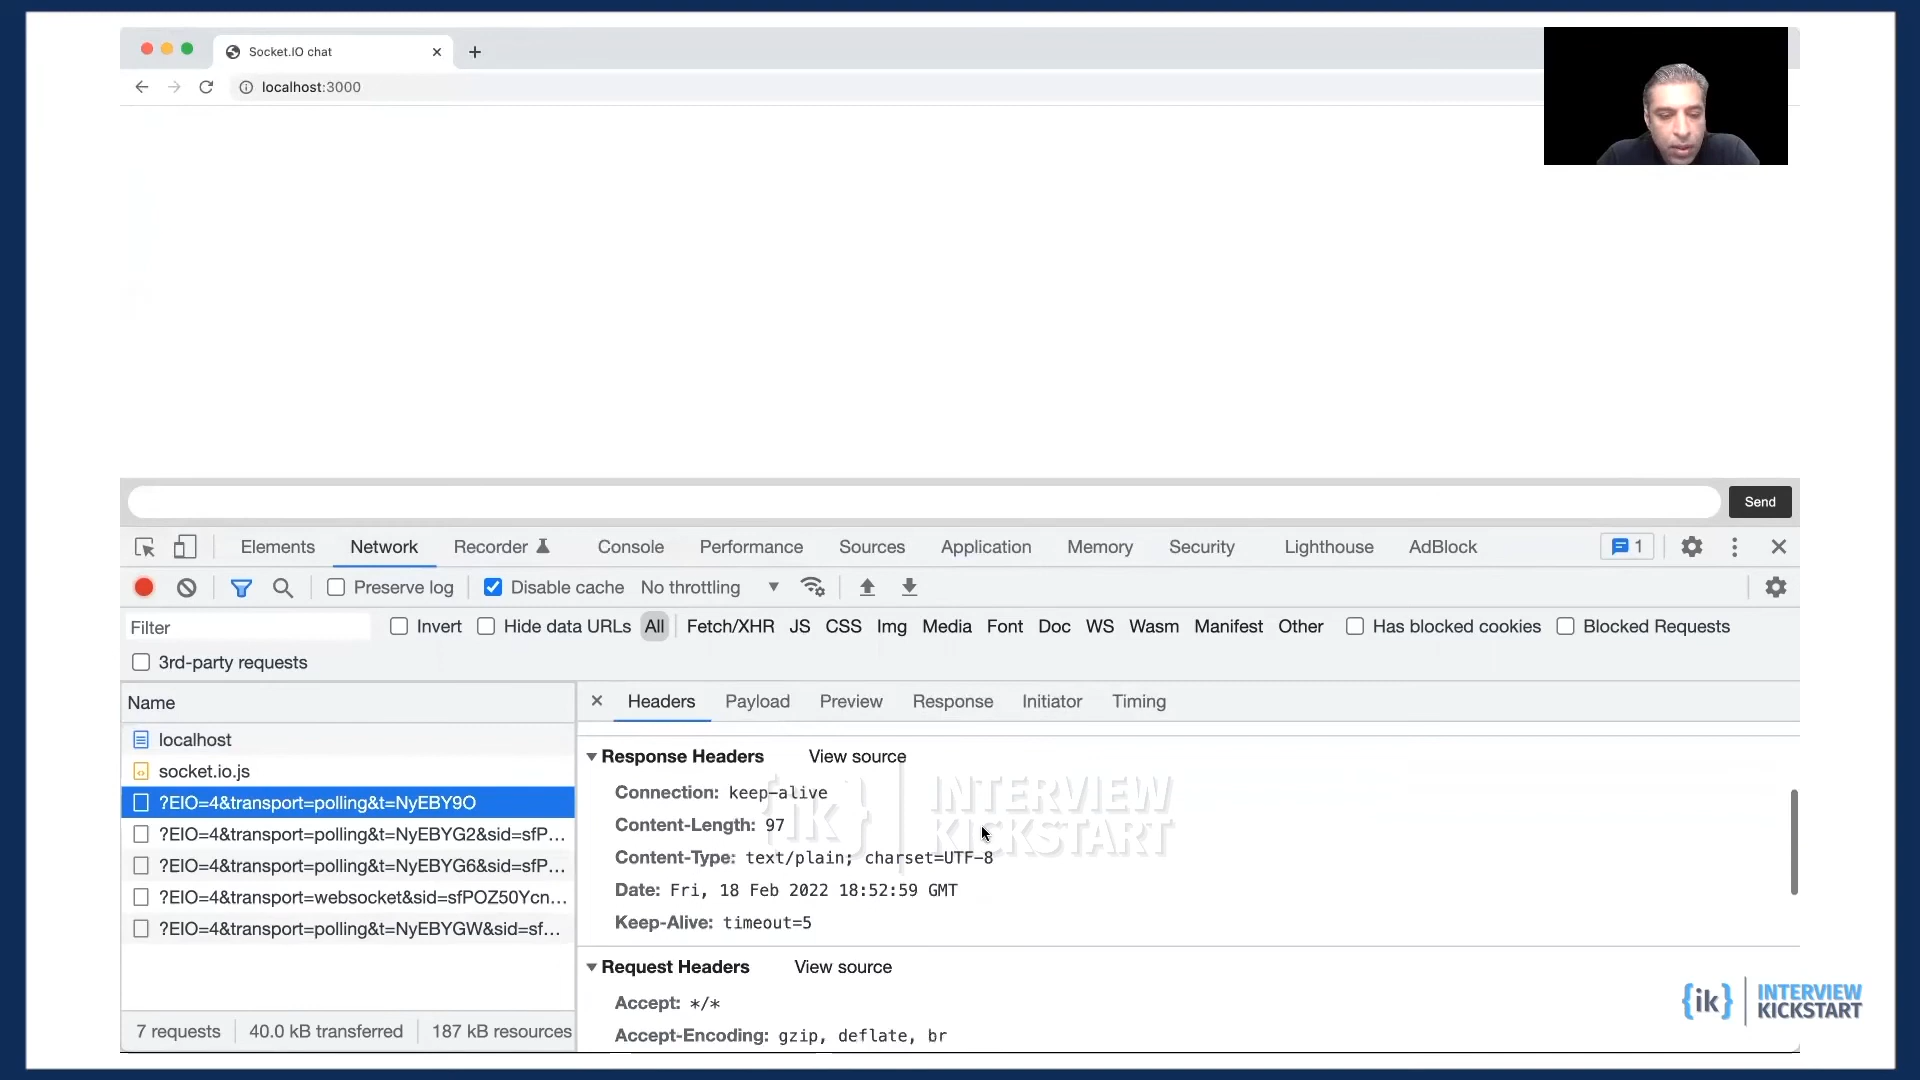 Socket.IO chat
localhost:3000
Send
Elements Network Recorder Console Performance Sources Application Memory Security Lighthouse AdBlock 1
Preserve log Disable cache No throttling
Filter Invert Hide data URLs All Fetch/XHR JS CSS Img Media Font Doc WS Wasm Manifest Other Has blocked cookies Blocked Requests
3rd-party requests
Name
localhost
socket.io.js
?EIO=4&transport=polling&t=NyEBY9O
?EIO=4&transport=polling&t=NyEBYG2&sid=sfP...
?EIO=4&transport=polling&t=NyEBYG6&sid=sfP...
?EIO=4&transport=websocket&sid=sfPOZ50Ycn...
?EIO=4&transport=polling&t=NyEBYGW&sid=sf...
7 requests 40.0 kB transferred 187 kB resources
Headers Payload Preview Response Initiator Timing
Response Headers View source
Connection: keep-alive
Content-Length: 97
Content-Type: text/plain; charset=UTF-8
Date: Fri, 18 Feb 2022 18:52:59 GMT
Keep-Alive: timeout=5
Request Headers View source
Accept: */*
Accept-Encoding: gzip, deflate, br
{ik} INTERVIEW
KICKSTART
{ik} INTERVIEW
KICKSTART